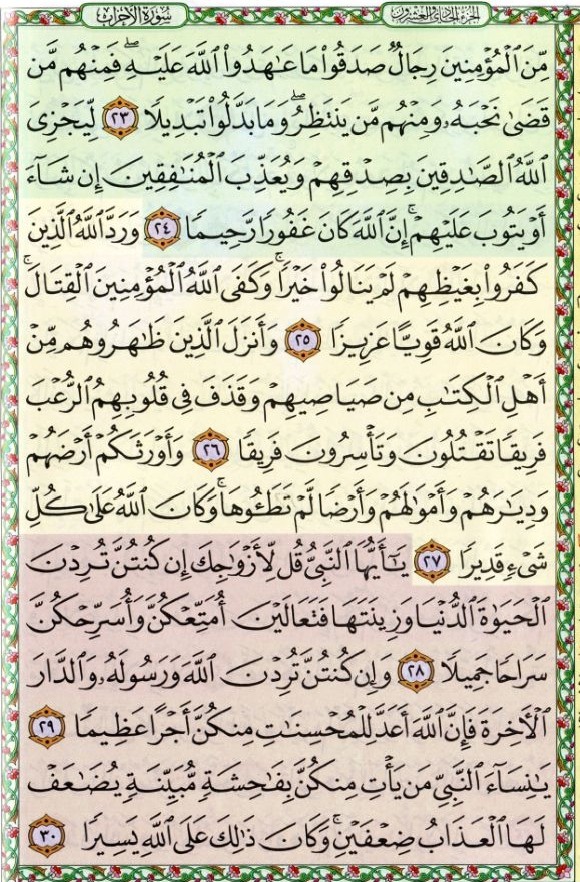 سُورَةُ الأَحْزَابِ
الجزء الحادي والعشرون
مِّنَ ٱلْمُؤْمِنِينَ رِجَالٌ صَدَقُوا۟ مَا عَٰهَدُوا۟ ٱللَّهَ عَلَيْهِ ۖ فَمِنْهُم مَّن
قَضَىٰ نَحْبَهُۥ وَمِنْهُم مَّن يَنتَظِرُ ۖ وَمَا بَدَّلُوا۟ تَبْدِيلًا ٢٣ لِّيَجْزِىَ
ٱللَّهُ ٱلصَّٰدِقِينَ بِصِدْقِهِمْ وَيُعَذِّبَ ٱلْمُنَٰفِقِينَ إِن شَآءَ
أَوْ يَتُوبَ عَلَيْهِمْ ۚ إِنَّ ٱللَّهَ كَانَ غَفُورًا رَّحِيمًا ٢٤ وَرَدَّ ٱللَّهُ ٱلَّذِينَ
كَفَرُوا۟ بِغَيْظِهِمْ لَمْ يَنَالُوا۟ خَيْرًا ۚ وَكَفَى ٱللَّهُ ٱلْمُؤْمِنِينَ ٱلْقِتَالَ ۚ
وَكَانَ ٱللَّهُ قَوِيًّا عَزِيزًا ٢٥ وَأَنزَلَ ٱلَّذِينَ ظَٰهَرُوهُم مِّنْ
أَهْلِ ٱلْكِتَٰبِ مِن صَيَاصِيهِمْ وَقَذَفَ فِى قُلُوبِهِمُ ٱلرُّعْبَ
فَرِيقًا تَقْتُلُونَ وَتَأْسِرُونَ فَرِيقًا ٢٦ وَأَوْرَثَكُمْ أَرْضَهُمْ
وَدِيَٰرَهُمْ وَأَمْوَٰلَهُمْ وَأَرْضًا لَّمْ تَطَـُٔوهَا ۚ وَكَانَ ٱللَّهُ عَلَىٰ كُلِّ
شَىْءٍ قَدِيرًا ٢٧ يَٰٓأَيُّهَا ٱلنَّبِىُّ قُل لِّأَزْوَٰجِكَ إِن كُنتُنَّ تُرِدْنَ
ٱلْحَيَوٰةَ ٱلدُّنْيَا وَزِينَتَهَا فَتَعَالَيْنَ أُمَتِّعْكُنَّ وَأُسَرِّحْكُنَّ
سَرَاحًا جَمِيلًا ٢٨ وَإِن كُنتُنَّ تُرِدْنَ ٱللَّهَ وَرَسُولَهُۥ وَٱلدَّارَ
ٱلْءَاخِرَةَ فَإِنَّ ٱللَّهَ أَعَدَّ لِلْمُحْسِنَٰتِ مِنكُنَّ أَجْرًا عَظِيمًا ٢٩
يَٰنِسَآءَ ٱلنَّبِىِّ مَن يَأْتِ مِنكُنَّ بِفَٰحِشَةٍ مُّبَيِّنَةٍ يُضَٰعَفْ
لَهَا ٱلْعَذَابُ ضِعْفَيْنِ ۚ وَكَانَ ذَٰلِكَ عَلَى ٱللَّهِ يَسِيرًا ٣٠